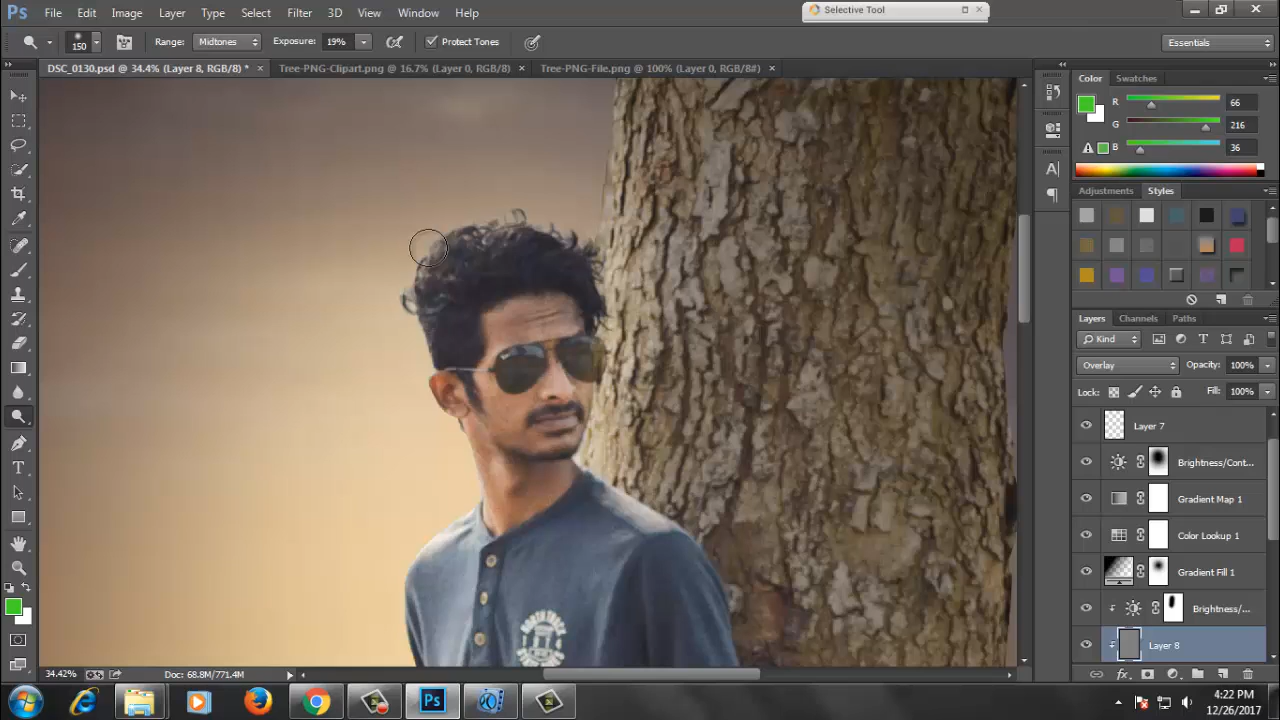 Ps File Edit Image Layer Type Select Filter 3D View Window Help
Selective Tool
150 Range: Midtones Exposure: 19% Protect Tones Essentials
DSC_0130.psd @ 34.4% (Layer 8, RGB/8) * × Tree-PNG-Clipart.png @ 16.7% (Layer 0, RGB/8) × Tree-PNG-File.png @ 100% (Layer 0, RGB/8#) ×
Color Swatches
R 66
G 216
B 36
Adjustments Styles
Layers Channels Paths
Kind
Overlay Opacity: 100%
Lock: Fill: 100%
Layer 7
Brightness/Cont...
Gradient Map 1
Color Lookup 1
Gradient Fill 1
Brightness/...
Layer 8
34.42% Doc: 68.8M/771.4M
Ps
4:22 PM
12/26/2017